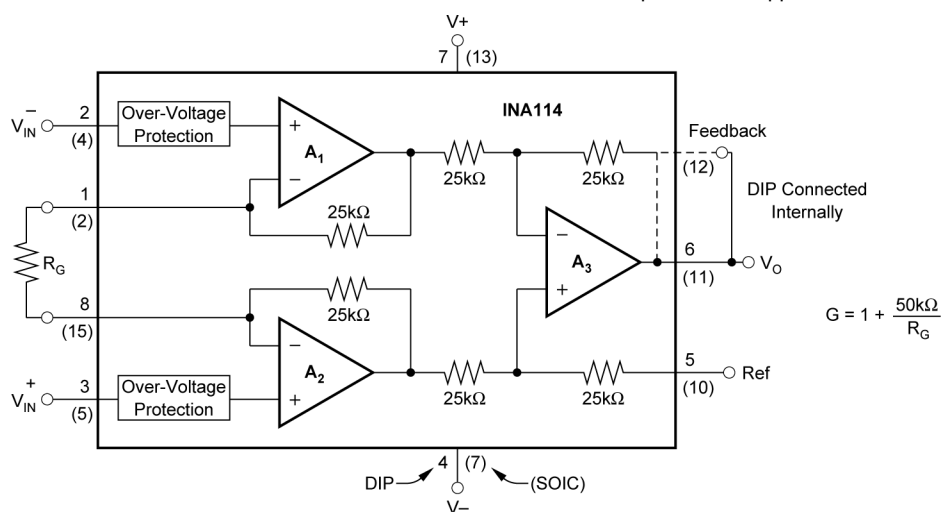 V+
7 (13)
INA114
V⁻IN
2
(4)
Over-Voltage
Protection
+
A₁
−
25kΩ
25kΩ
25kΩ
Feedback
(12)
DIP Connected
Internally
1
(2)
RG
8
(15)
25kΩ
−
A₃
+
6
(11)
VO
G = 1 + 50kΩ
RG
−
A₂
+
25kΩ
25kΩ
5
(10)
Ref
V⁺IN
3
(5)
Over-Voltage
Protection
4 (7)
DIP
(SOIC)
V−